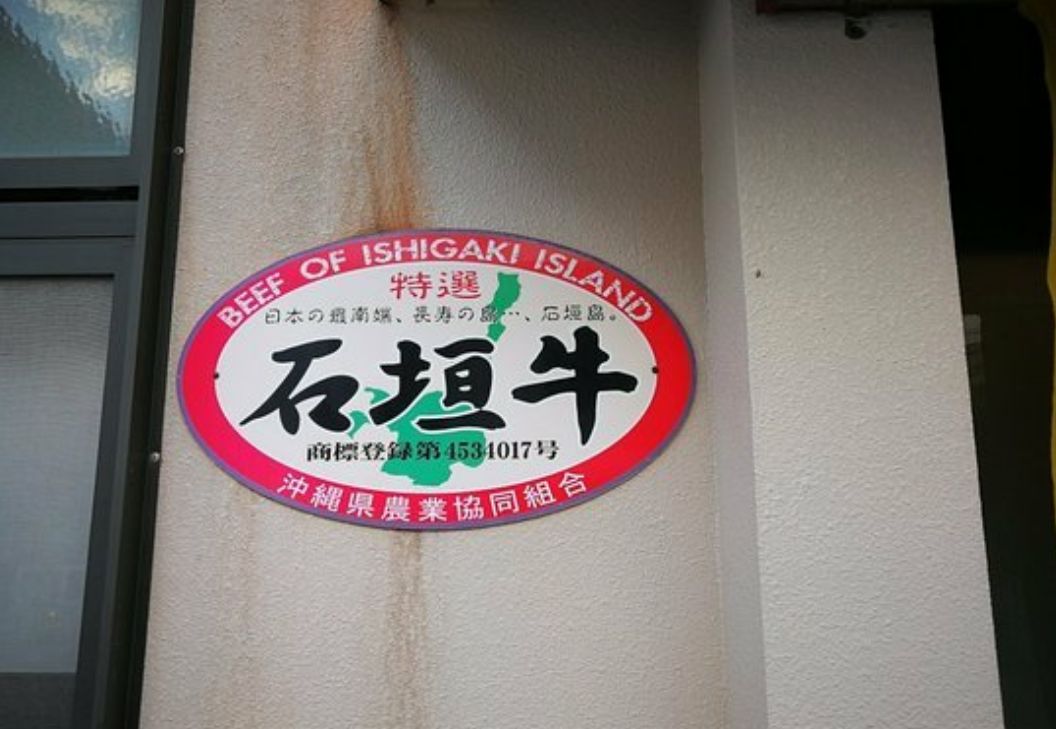 BEEF OF ISHIGAKI ISLAND
特選
日本の最南端、長寿の島…、石垣島。
石垣牛
商標登録第4534017号
沖縄県農業協同組合